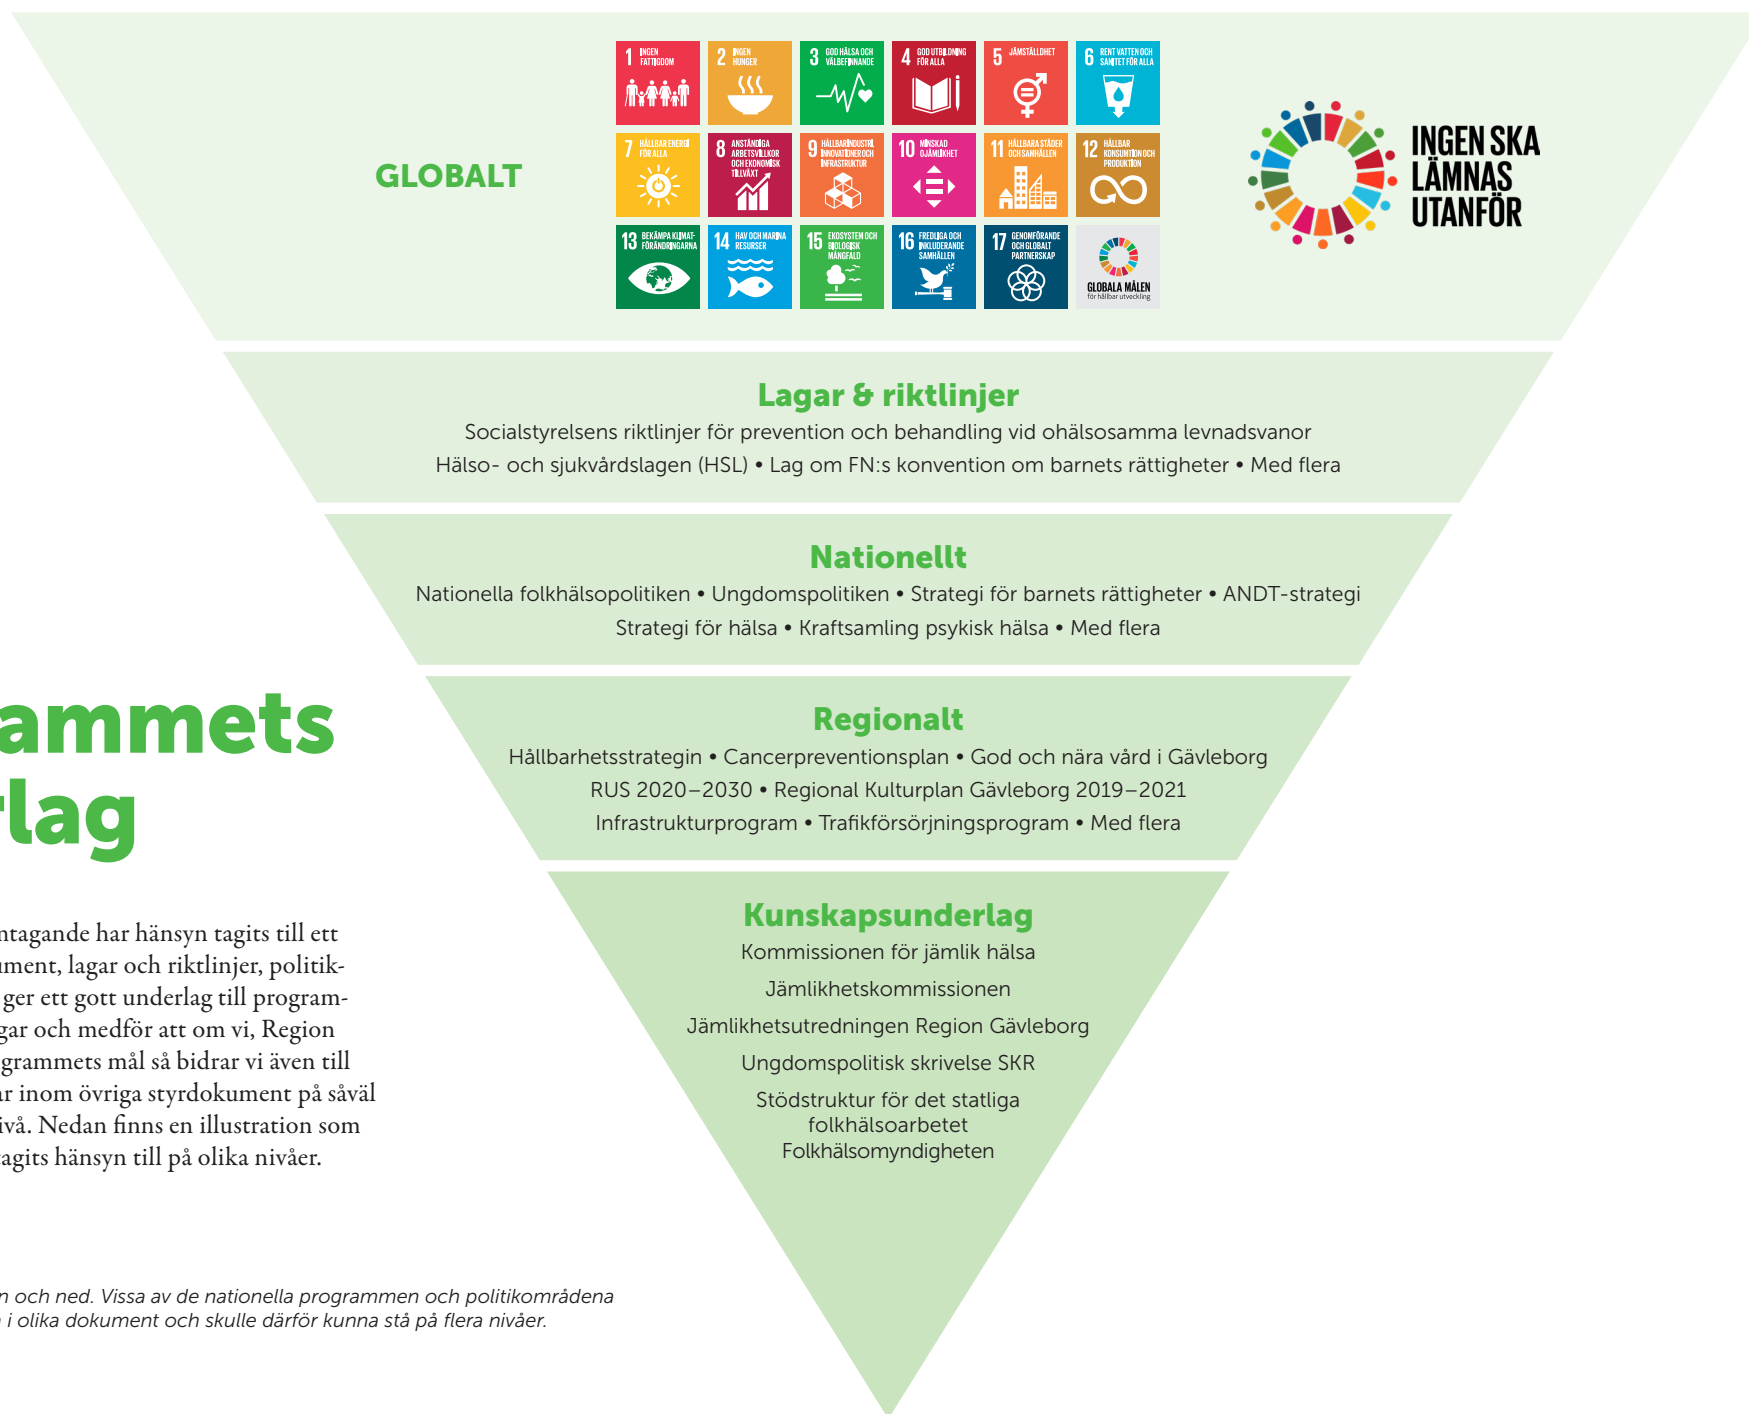 GLOBALT
1 INGEN FATTIGDOM
2 INGEN HUNGER
3 GOD HÄLSA OCH VÄLBEFINNANDE
4 GOD UTBILDNING FÖR ALLA
5 JÄMSTÄLLDHET
6 RENT VATTEN OCH SANITET FÖR ALLA
7 HÅLLBAR ENERGI FÖR ALLA
8 ANSTÄNDIGA ARBETSVILLKOR OCH EKONOMISK TILLVÄXT
9 HÅLLBAR INDUSTRI, INNOVATIONER OCH INFRASTRUKTUR
10 MINSKAD OJÄMLIKHET
11 HÅLLBARA STÄDER OCH SAMHÄLLEN
12 HÅLLBAR KONSUMTION OCH PRODUKTION
13 BEKÄMPA KLIMAT-FÖRÄNDRINGARNA
14 HAV OCH MARINA RESURSER
15 EKOSYSTEM OCH BIOLOGISK MÅNGFALD
16 FREDLIGA OCH INKLUDERANDE SAMHÄLLEN
17 GENOMFÖRANDE OCH GLOBALT PARTNERSKAP
GLOBALA MÅLEN
för hållbar utveckling
INGEN SKA
LÄMNAS
UTANFÖR
Lagar & riktlinjer
Socialstyrelsens riktlinjer för prevention och behandling vid ohälsosamma levnadsvanor
Hälso- och sjukvårdslagen (HSL) • Lag om FN:s konvention om barnets rättigheter • Med flera
Nationellt
Nationella folkhälsopolitiken • Ungdomspolitiken • Strategi för barnets rättigheter • ANDT-strategi
Strategi för hälsa • Kraftsamling psykisk hälsa • Med flera
Regionalt
Hållbarhetsstrategin • Cancerpreventionsplan • God och nära vård i Gävleborg
RUS 2020–2030 • Regional Kulturplan Gävleborg 2019–2021
Infrastrukturprogram • Trafikförsörjningsprogram • Med flera
Kunskapsunderlag
Kommissionen för jämlik hälsa
Jämlikhetskommissionen
Jämlikhetsutredningen Region Gävleborg
Ungdomspolitisk skrivelse SKR
Stödstruktur för det statliga
folkhälsoarbetet
Folkhälsomyndigheten
ammets
rlag
ntagande har hänsyn tagits till ett
ument, lagar och riktlinjer, politik-
ger ett gott underlag till program-
gar och medför att om vi, Region
grammets mål så bidrar vi även till
ar inom övriga styrdokument på såväl
ivå. Nedan finns en illustration som
tagits hänsyn till på olika nivåer.
n och ned. Vissa av de nationella programmen och politikområdena
i olika dokument och skulle därför kunna stå på flera nivåer.